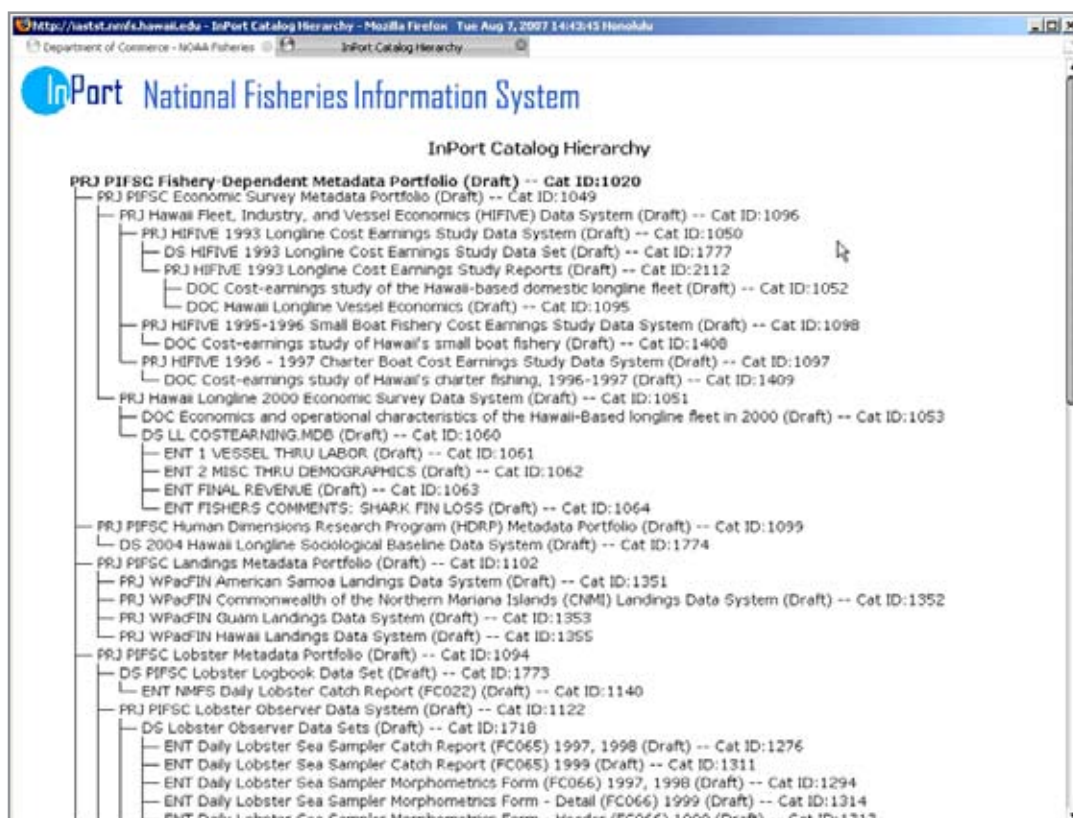 http://iastst.nmfs.hawaii.edu - InPort Catalog Hierarchy - Mozilla Firefox Tue Aug 7, 2007 14:43:45 Honolulu
Department of Commerce - NOAA Fisheries InPort Catalog Hierarchy
InPort National Fisheries Information System
InPort Catalog Hierarchy
PRJ PIFSC Fishery-Dependent Metadata Portfolio (Draft) -- Cat ID:1020
PRJ PIFSC Economic Survey Metadata Portfolio (Draft) -- Cat ID:1049
PRJ Hawaii Fleet, Industry, and Vessel Economics (HIFIVE) Data System (Draft) -- Cat ID:1096
PRJ HIFIVE 1993 Longline Cost Earnings Study Data System (Draft) -- Cat ID:1050
DS HIFIVE 1993 Longline Cost Earnings Study Data Set (Draft) -- Cat ID:1777
PRJ HIFIVE 1993 Longline Cost Earnings Study Reports (Draft) -- Cat ID:2112
DOC Cost-earnings study of the Hawaii-based domestic longline fleet (Draft) -- Cat ID:1052
DOC Hawaii Longline Vessel Economics (Draft) -- Cat ID:1095
PRJ HIFIVE 1995-1996 Small Boat Fishery Cost Earnings Study Data System (Draft) -- Cat ID:1098
DOC Cost-earnings study of Hawaii's small boat fishery (Draft) -- Cat ID:1408
PRJ HIFIVE 1996 - 1997 Charter Boat Cost Earnings Study Data System (Draft) -- Cat ID:1097
DOC Cost-earnings study of Hawaii's charter fishing, 1996-1997 (Draft) -- Cat ID:1409
PRJ Hawaii Longline 2000 Economic Survey Data System (Draft) -- Cat ID:1051
DOC Economics and operational characteristics of the Hawaii-Based longline fleet in 2000 (Draft) -- Cat ID:1053
DS LL COSTEARNING.MDB (Draft) -- Cat ID:1060
ENT 1 VESSEL THRU LABOR (Draft) -- Cat ID:1061
ENT 2 MISC THRU DEMOGRAPHICS (Draft) -- Cat ID:1062
ENT FINAL REVENUE (Draft) -- Cat ID:1063
ENT FISHERS COMMENTS: SHARK FIN LOSS (Draft) -- Cat ID:1064
PRJ PIFSC Human Dimensions Research Program (HDRP) Metadata Portfolio (Draft) -- Cat ID:1099
DS 2004 Hawaii Longline Sociological Baseline Data System (Draft) -- Cat ID:1774
PRJ PIFSC Landings Metadata Portfolio (Draft) -- Cat ID:1102
PRJ WPacFIN American Samoa Landings Data System (Draft) -- Cat ID:1351
PRJ WPacFIN Commonwealth of the Northern Mariana Islands (CNMI) Landings Data System (Draft) -- Cat ID:1352
PRJ WPacFIN Guam Landings Data System (Draft) -- Cat ID:1353
PRJ WPacFIN Hawaii Landings Data System (Draft) -- Cat ID:1355
PRJ PIFSC Lobster Metadata Portfolio (Draft) -- Cat ID:1094
DS PIFSC Lobster Logbook Data Set (Draft) -- Cat ID:1773
ENT NMFS Daily Lobster Catch Report (FC022) (Draft) -- Cat ID:1140
PRJ PIFSC Lobster Observer Data System (Draft) -- Cat ID:1122
DS Lobster Observer Data Sets (Draft) -- Cat ID:1718
ENT Daily Lobster Sea Sampler Catch Report (FC065) 1997, 1998 (Draft) -- Cat ID:1276
ENT Daily Lobster Sea Sampler Catch Report (FC065) 1999 (Draft) -- Cat ID:1311
ENT Daily Lobster Sea Sampler Morphometrics Form (FC066) 1997, 1998 (Draft) -- Cat ID:1294
ENT Daily Lobster Sea Sampler Morphometrics Form - Detail (FC066) 1999 (Draft) -- Cat ID:1314
ENT Daily Lobster Sea Sampler Morphometrics Form - Header (FC066) 1999 (Draft) -- Cat